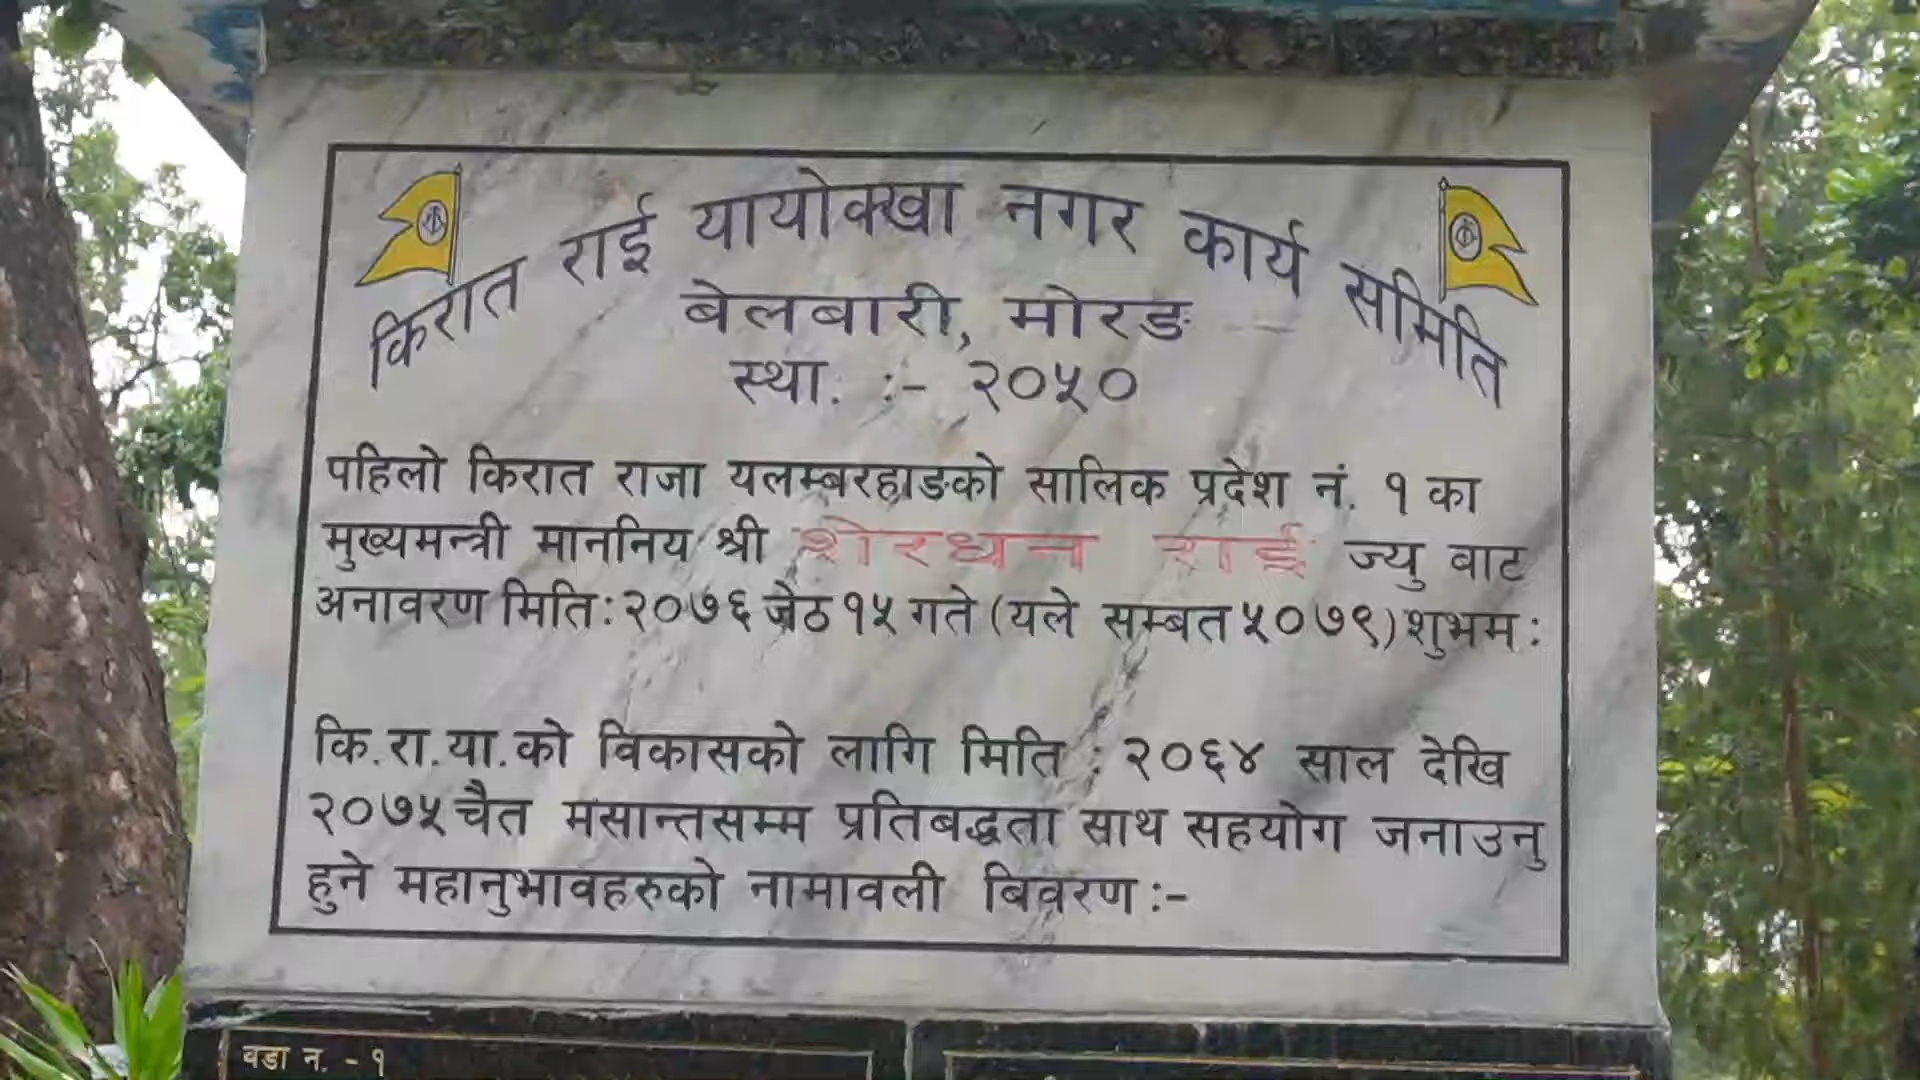 किरात राई यायोक्खा नगर कार्य समिति
बेलबारी, मोरङ
स्था. :- २०५०
पहिलो किरात राजा यलम्बरहाङको सालिक प्रदेश नं. १ का
मुख्यमन्त्री माननिय श्री शेरधन राई ज्यु वाट
अनावरण मिति: २०७६ जेठ १५ गते (यले सम्बत ५०७९) शुभम :
कि.रा.या.को विकासको लागि मिति : २०६४ साल देखि
२०७५ चैत मसान्तसम्म प्रतिबद्धता साथ सहयोग जनाउनु
हुने महानुभावहरुको नामावली बिवरण :-
वडा न. - १